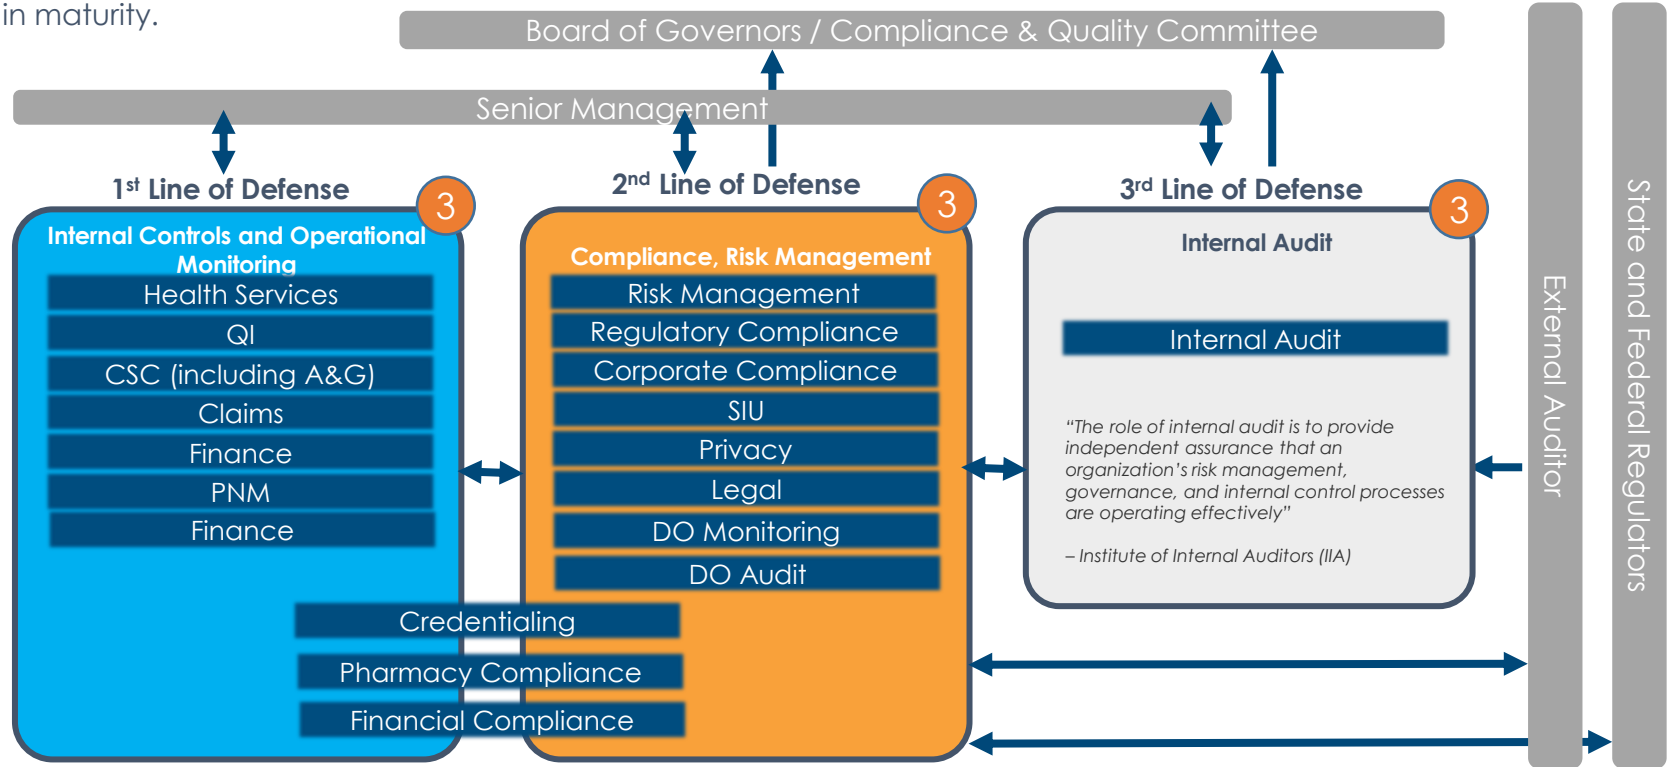 in maturity.
Board of Governors / Compliance & Quality Committee
Senior Management
1st Line of Defense
3
Internal Controls and Operational
Monitoring
Health Services
QI
CSC (including A&G)
Claims
Finance
PNM
Finance
2nd Line of Defense
3
Compliance, Risk Management
Risk Management
Regulatory Compliance
Corporate Compliance
SIU
Privacy
Legal
DO Monitoring
DO Audit
Credentialing
Pharmacy Compliance
Financial Compliance
3rd Line of Defense
3
Internal Audit
Internal Audit
“The role of internal audit is to provide
independent assurance that an
organization’s risk management,
governance, and internal control processes
are operating effectively”
– Institute of Internal Auditors (IIA)
External Auditor
State and Federal Regulators